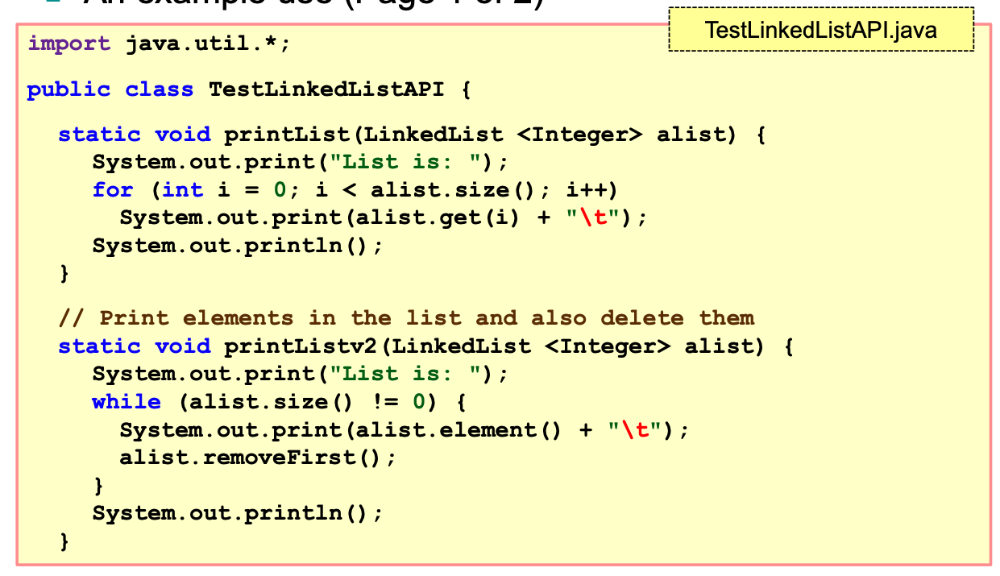 An example use (Page 1 of 2)
TestLinkedListAPI.java
import java.util.*;
public class TestLinkedListAPI {
static void printList(LinkedList <Integer> alist) {
System.out.print("List is: ");
for (int i = 0; i < alist.size(); i++)
System.out.print(alist.get(i) + "\t");
System.out.println();
}
// Print elements in the list and also delete them
static void printListv2(LinkedList <Integer> alist) {
System.out.print("List is: ");
while (alist.size() != 0) {
System.out.print(alist.element() + "\t");
alist.removeFirst();
}
System.out.println();
}